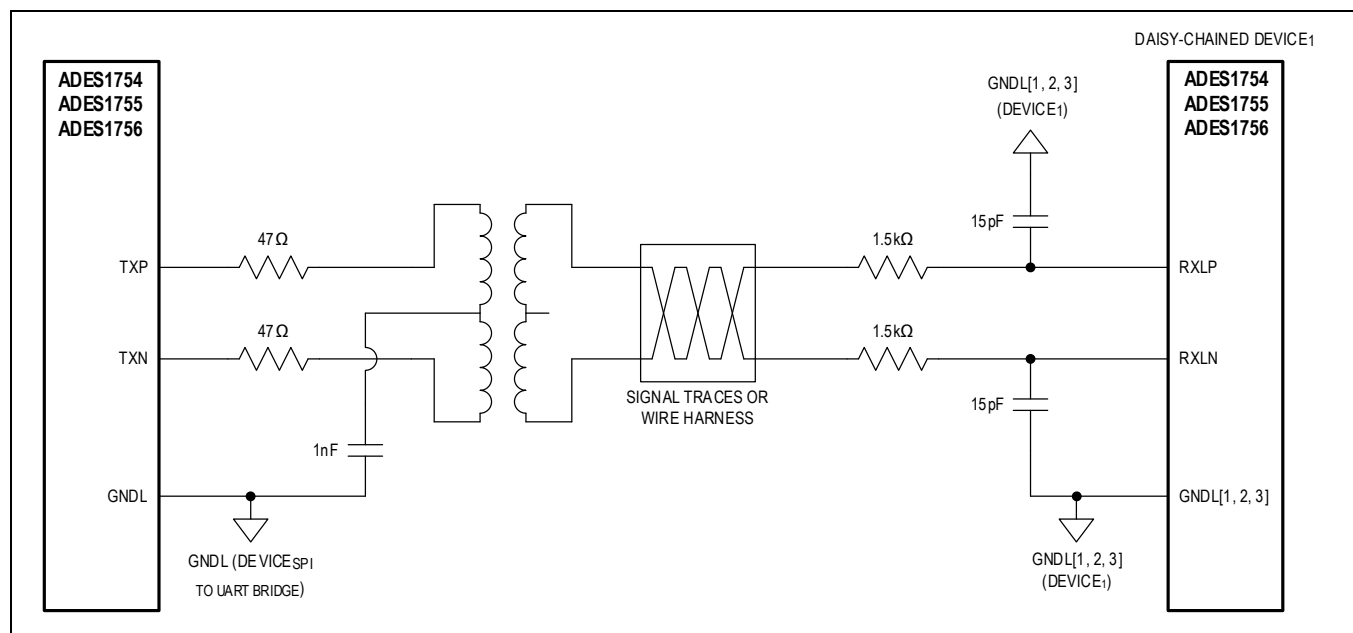 DAISY-CHAINED DEVICE1
ADES1754
ADES1755
ADES1756
GNDL[1, 2, 3]
(DEVICE1)
ADES1754
ADES1755
ADES1756
15pF
47Ω
1.5kΩ
TXP
RXLP
47Ω
1.5kΩ
TXN
RXLN
SIGNAL TRACES OR
WIRE HARNESS
15pF
1nF
GNDL
GNDL[1, 2, 3]
GNDL (DEVICESPI
TO UART BRIDGE)
GNDL[1, 2, 3]
(DEVICE1)